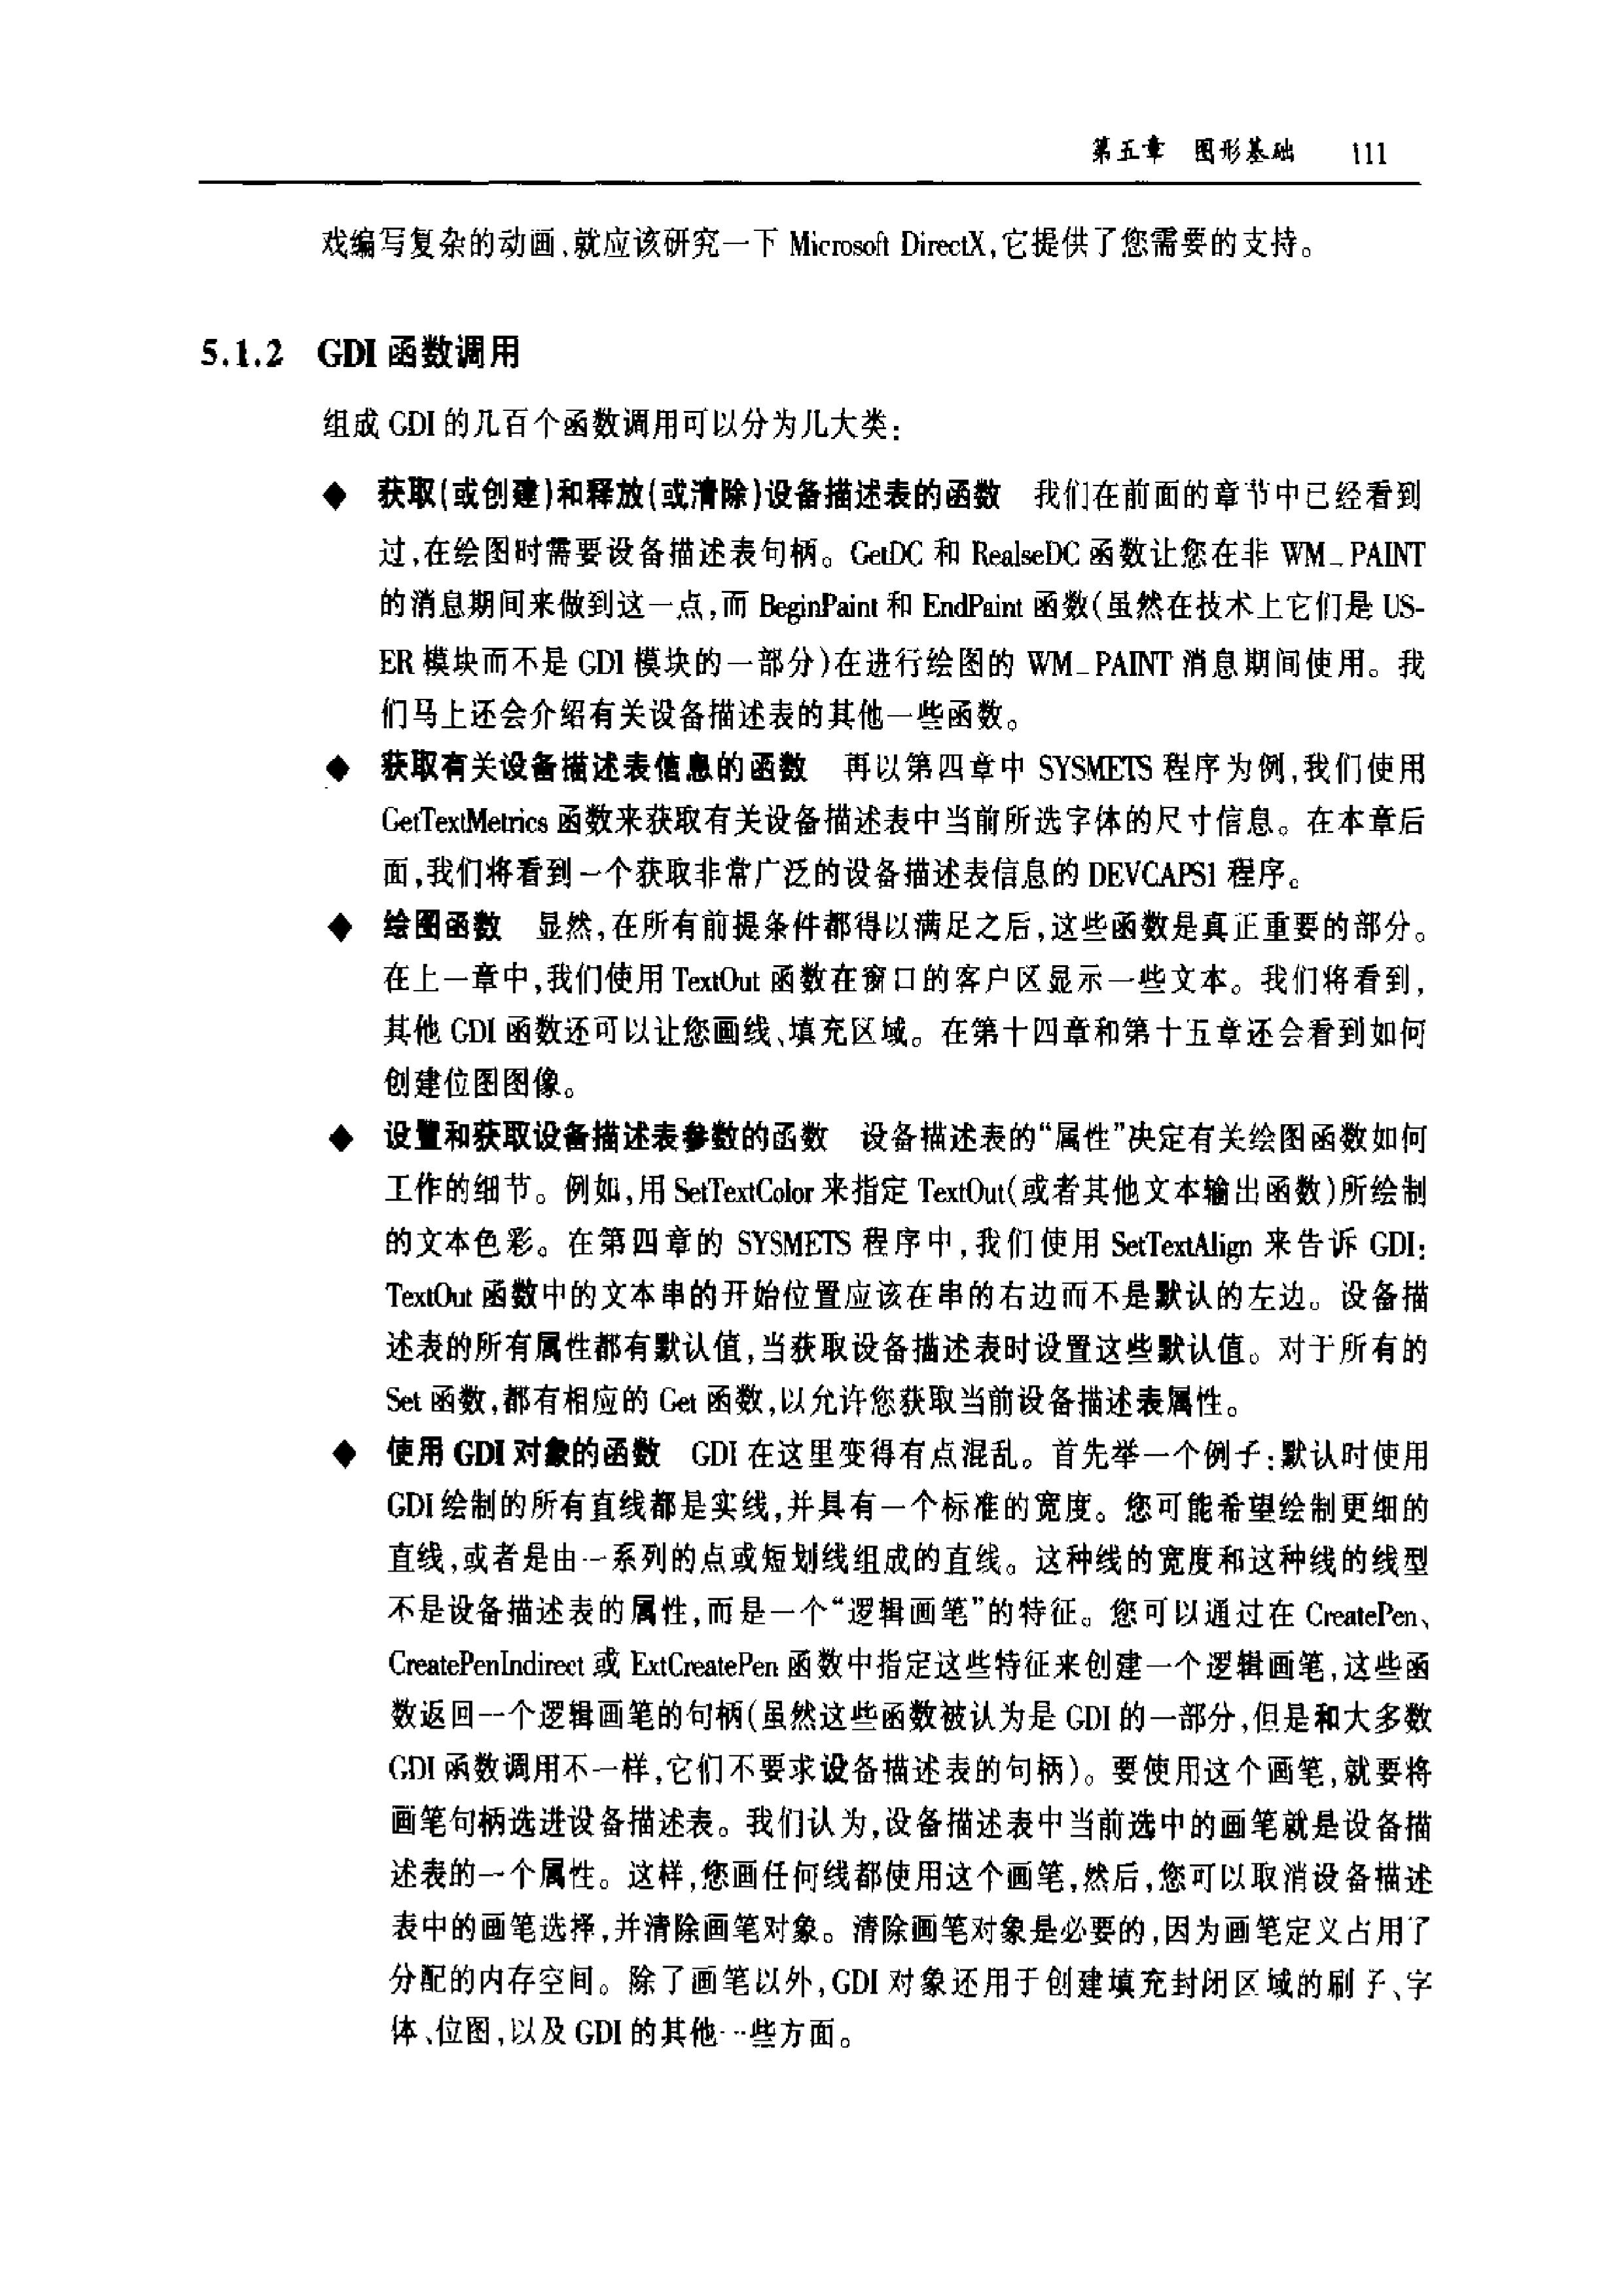 第五章 图形基础 111
戏编写复杂的动画,就应该研究一下 Microsoft DirectX,它提供了您需要的支持。
5.1.2 GDI 函数调用
组成 GDI 的几百个函数调用可以分为几大类:
◆ 获取(或创建)和释放(或清除)设备描述表的函数 我们在前面的章节中已经看到
过,在绘图时需要设备描述表句柄。GetDC 和 RealseDC 函数让您在非 WM_PAINT
的消息期间来做到这一点,而 BeginPaint 和 EndPaint 函数(虽然在技术上它们是 US-
ER 模块而不是 GDI 模块的一部分)在进行绘图的 WM_PAINT 消息期间使用。我
们马上还会介绍有关设备描述表的其他一些函数。
◆ 获取有关设备描述表信息的函数 再以第四章中 SYSMETS 程序为例,我们使用
GetTextMetrics 函数来获取有关设备描述表中当前所选字体的尺寸信息。在本章后
面,我们将看到一个获取非常广泛的设备描述表信息的 DEVCAPS1 程序。
◆ 绘图函数 显然,在所有前提条件都得以满足之后,这些函数是真正重要的部分。
在上一章中,我们使用 TextOut 函数在窗口的客户区显示一些文本。我们将看到,
其他 GDI 函数还可以让您画线、填充区域。在第十四章和第十五章还会看到如何
创建位图图像。
◆ 设置和获取设备描述表参数的函数 设备描述表的“属性”决定有关绘图函数如何
工作的细节。例如,用 SetTextColor 来指定 TextOut(或者其他文本输出函数)所绘制
的文本色彩。在第四章的 SYSMETS 程序中,我们使用 SetTextAlign 来告诉 GDI:
TextOut 函数中的文本串的开始位置应该在串的右边而不是默认的左边。设备描
述表的所有属性都有默认值,当获取设备描述表时设置这些默认值。对于所有的
Set 函数,都有相应的 Get 函数,以允许您获取当前设备描述表属性。
◆ 使用 GDI 对象的函数 GDI 在这里变得有点混乱。首先举一个例子:默认时使用
GDI 绘制的所有直线都是实线,并具有一个标准的宽度。您可能希望绘制更细的
直线,或者是由一系列的点或短划线组成的直线。这种线的宽度和这种线的线型
不是设备描述表的属性,而是一个“逻辑画笔”的特征。您可以通过在 CreatePen、
CreatePenIndirect 或 ExtCreatePen 函数中指定这些特征来创建一个逻辑画笔,这些函
数返回一个逻辑画笔的句柄(虽然这些函数被认为是 GDI 的一部分,但是和大多数
GDI 函数调用不一样,它们不要求设备描述表的句柄)。要使用这个画笔,就要将
画笔句柄选进设备描述表。我们认为,设备描述表中当前选中的画笔就是设备描
述表的一个属性。这样,您画任何线都使用这个画笔,然后,您可以取消设备描述
表中的画笔选择,并清除画笔对象。清除画笔对象是必要的,因为画笔定义占用了
分配的内存空间。除了画笔以外,GDI 对象还用于创建填充封闭区域的刷子、字
体、位图,以及 GDI 的其他一些方面。